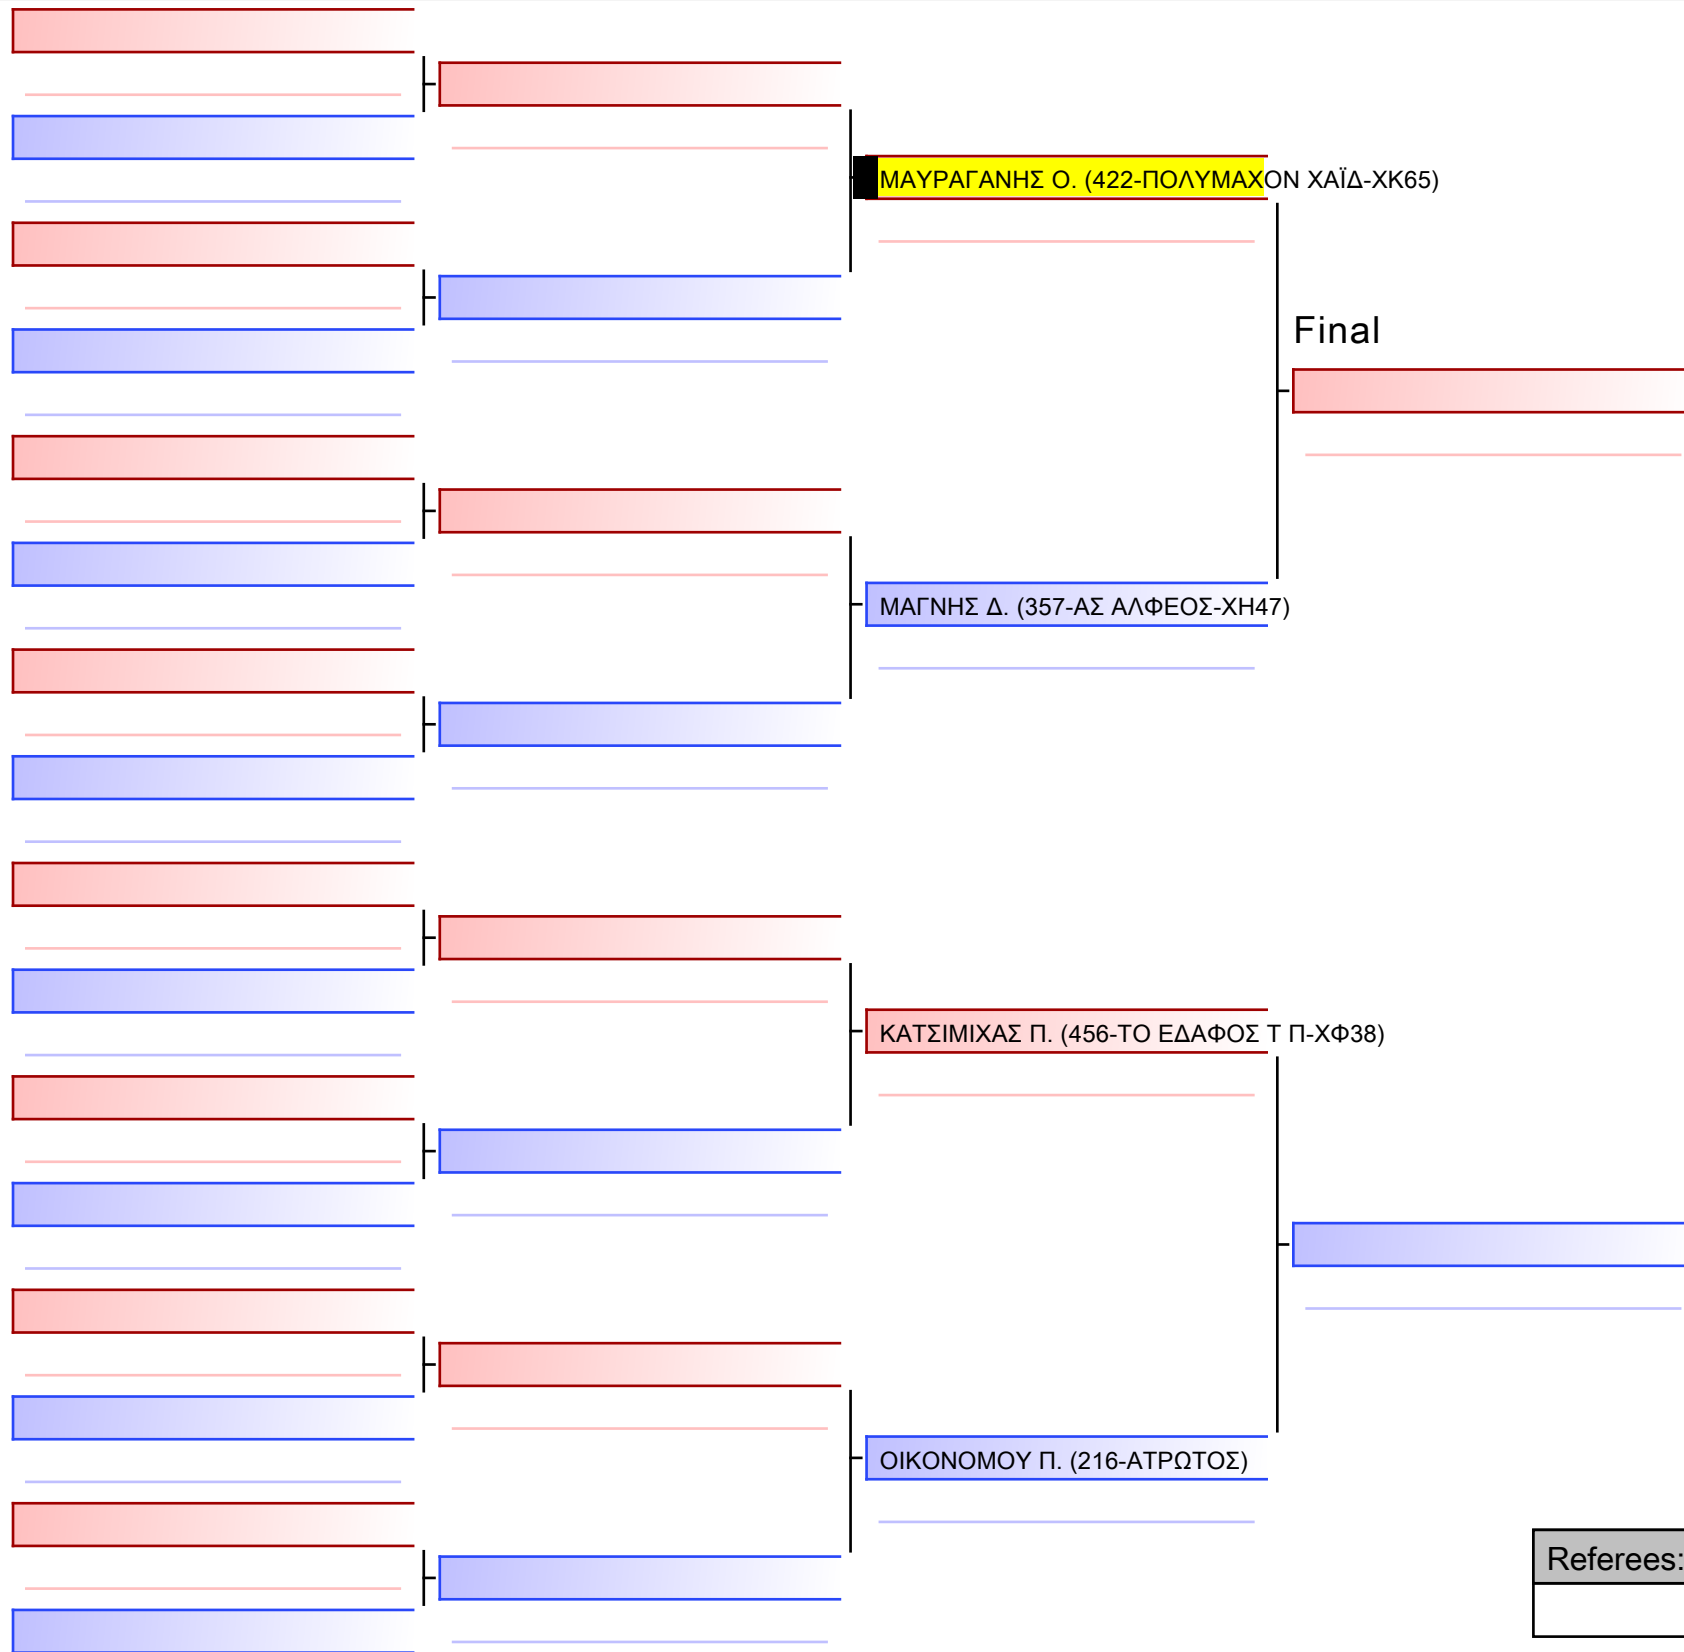 ΜΑΥΡΑΓΑΝΗΣ Ο. (422-ΠΟΛΥΜΑΧΟΝ ΧΑΪΔ-ΧΚ65)
Final
ΜΑΓΝΗΣ Δ. (357-ΑΣ ΑΛΦΕΟΣ-ΧΗ47)
ΚΑΤΣΙΜΙΧΑΣ Π. (456-ΤΟ ΕΔΑΦΟΣ Τ Π-ΧΦ38)
ΟΙΚΟΝΟΜΟΥ Π. (216-ΑΤΡΩΤΟΣ)
Referees: